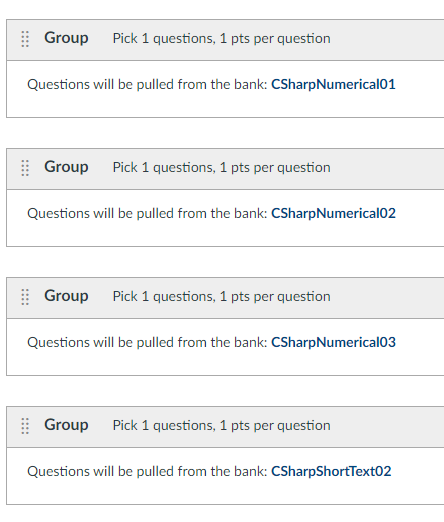 Group Pick 1 questions, 1 pts per question
Questions will be pulled from the bank: CSharpNumerical01
Group Pick 1 questions, 1 pts per question
Questions will be pulled from the bank: CSharpNumerical02
Group Pick 1 questions, 1 pts per question
Questions will be pulled from the bank: CSharpNumerical03
Group Pick 1 questions, 1 pts per question
Questions will be pulled from the bank: CSharpShortText02